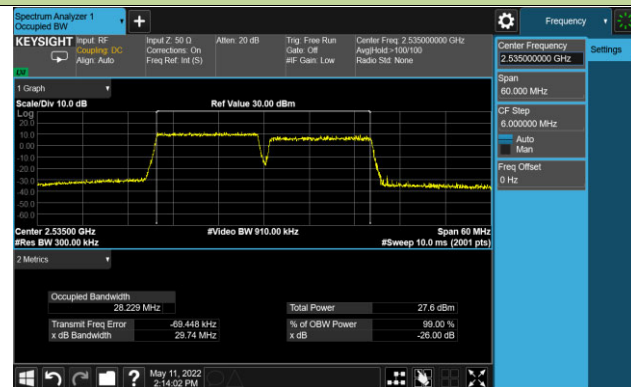 Spectrum Analyzer 1
Occupied BW
Frequency
KEYSIGHT
Input: RF
Coupling: DC
Align: Auto
Input Z: 50 Ω
Corrections: On
Freq Ref: Int (S)
Atten: 20 dB
Trig: Free Run
Gate: Off
#IF Gain: Low
Center Freq: 2.535000000 GHz
Avg|Hold:>100/100
Radio Std: None
Center Frequency
2.535000000 GHz
Settings
Span
60.000 MHz
CF Step
6.000000 MHz
Auto
Man
Freq Offset
0 Hz
1 Graph
Scale/Div 10.0 dB
Ref Value 30.00 dBm
Log
20.0
10.0
0.00
-10.0
-20.0
-30.0
-40.0
-50.0
-60.0
Center 2.53500 GHz
#Video BW 910.00 kHz
Span 60 MHz
#Res BW 300.00 kHz
#Sweep 10.0 ms (2001 pts)
2 Metrics
Occupied Bandwidth
28.229 MHz
Total Power
27.6 dBm
Transmit Freq Error
-69.448 kHz
% of OBW Power
99.00 %
x dB Bandwidth
29.74 MHz
x dB
-26.00 dB
?
May 11, 2022
2:14:02 PM